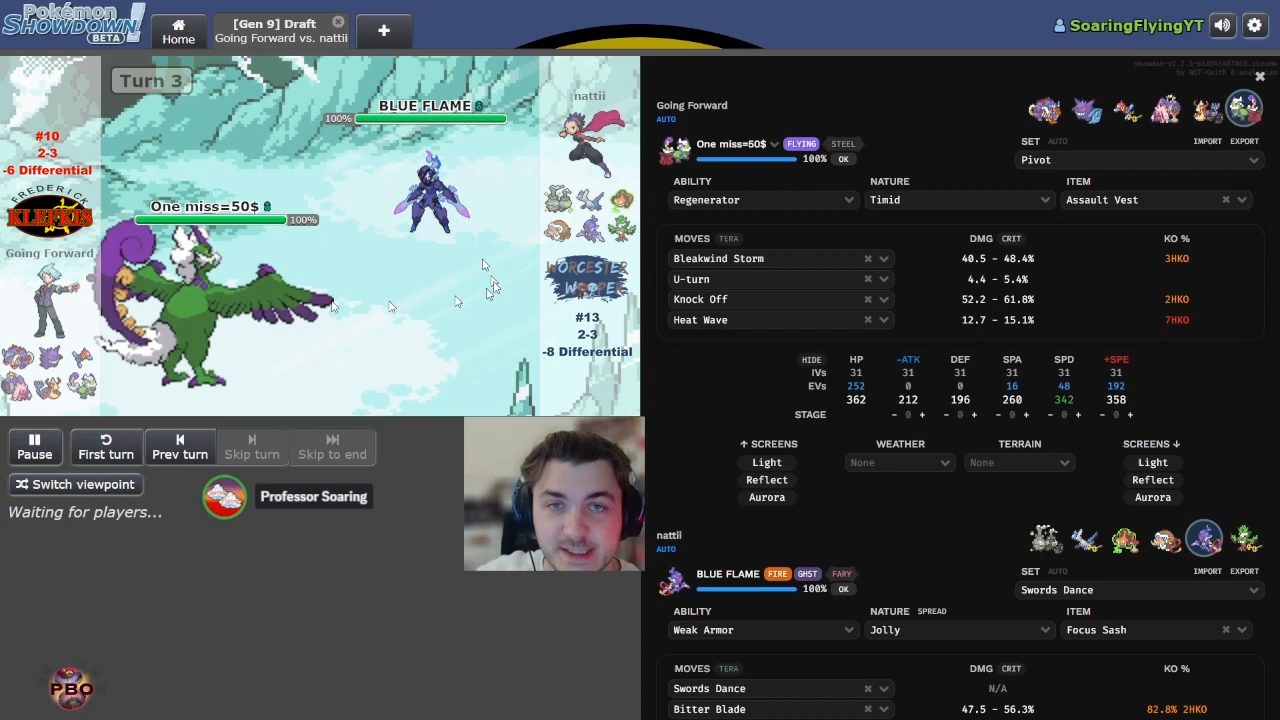 Pokémon
SHOWDOWN!
BETA
Home
[Gen 9] Draft
Going Forward vs. nattii
+
SoaringFlyingYT
Turn 3
BLUE FLAME
100%
One miss=50$
100%
#10
2-3
-6 Differential
FREDERICK
KLEFKIS
Going Forward
nattii
WORCESTER
WOOPER
#13
2-3
-8 Differential
Pause
First turn
Prev turn
Skip turn
Skip to end
Switch viewpoint
Waiting for players...
Professor Soaring
PBO
Going Forward
AUTO
One miss=50$ FLYING STEEL
100% OK
SET AUTO IMPORT EXPORT
Pivot
ABILITY NATURE ITEM
Regenerator Timid Assault Vest
MOVES TERA DMG CRIT KO %
Bleakwind Storm 40.5 - 48.4% 3HKO
U-turn 4.4 - 5.4%
Knock Off 52.2 - 61.8% 2HKO
Heat Wave 12.7 - 15.1% 7HKO
HIDE HP -ATK DEF SPA SPD +SPE
IVs 31 31 31 31 31 31
EVs 252 0 0 16 48 192
362 212 196 260 342 358
STAGE - 0 + - 0 + - 0 + - 0 + - 0 +
↑ SCREENS WEATHER TERRAIN SCREENS ↓
Light None None Light
Reflect Reflect
Aurora Aurora
nattii
AUTO
BLUE FLAME FIRE GHST FARY
100% OK
SET AUTO IMPORT EXPORT
Swords Dance
ABILITY NATURE SPREAD ITEM
Weak Armor Jolly Focus Sash
MOVES TERA DMG CRIT KO %
Swords Dance N/A
Bitter Blade 47.5 - 56.3% 82.8% 2HKO